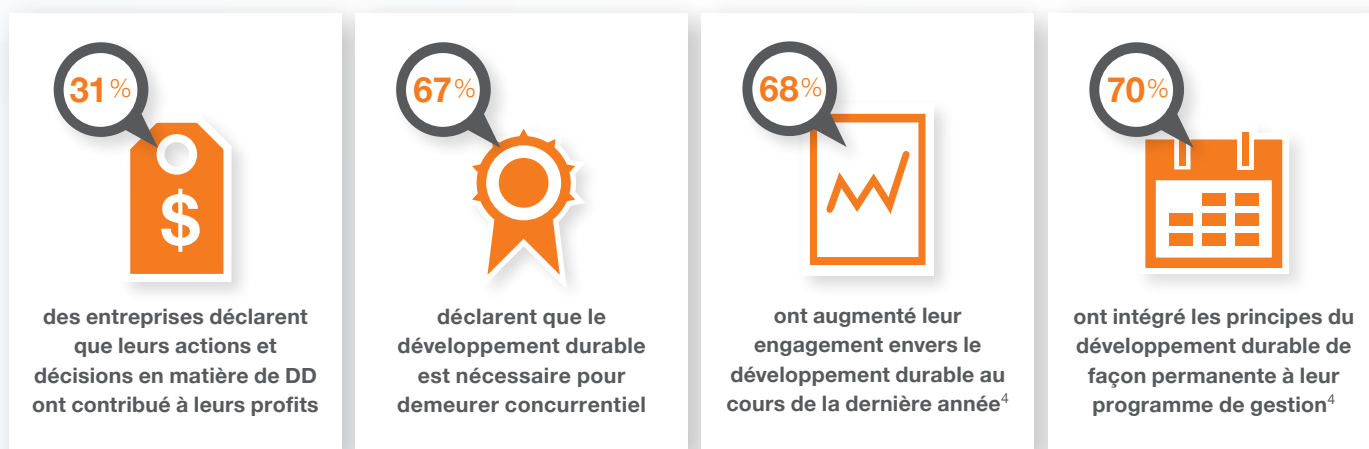 31%
$
des entreprises déclarent
que leurs actions et
décisions en matière de DD
ont contribué à leurs profits
67%
déclarent que le
développement durable
est nécessaire pour
demeurer concurrentiel
68%
ont augmenté leur
engagement envers le
développement durable au
cours de la dernière année⁴
70%
ont intégré les principes du
développement durable de
façon permanente à leur
programme de gestion⁴